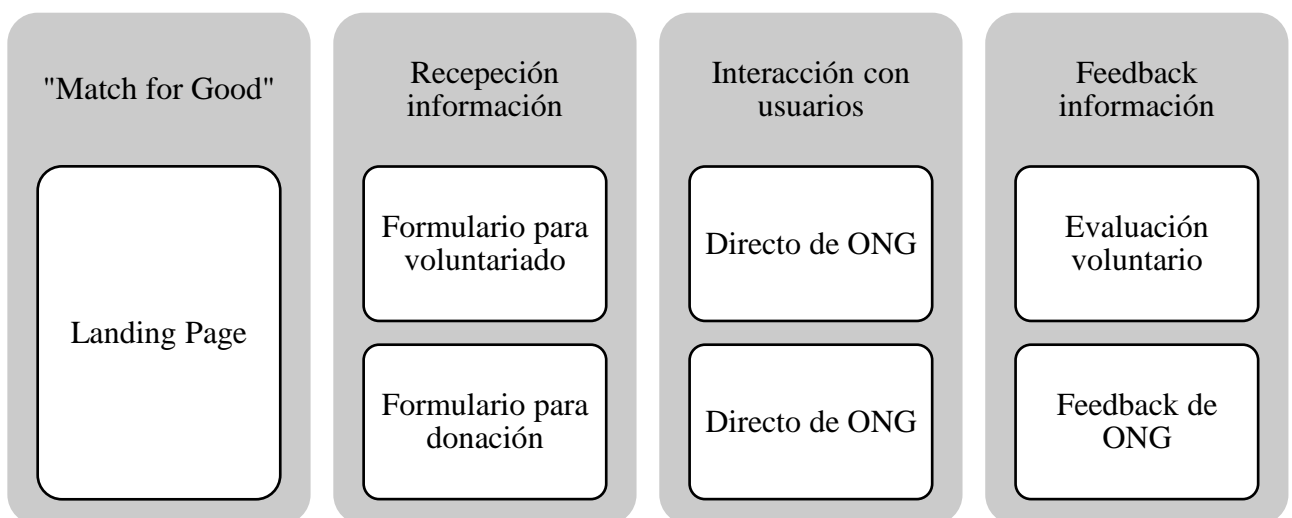 "Match for Good"
Landing Page
Recepeción
información
Formulario para
voluntariado
Formulario para
donación
Interacción con
usuarios
Directo de ONG
Directo de ONG
Feedback
información
Evaluación
voluntario
Feedback de
ONG